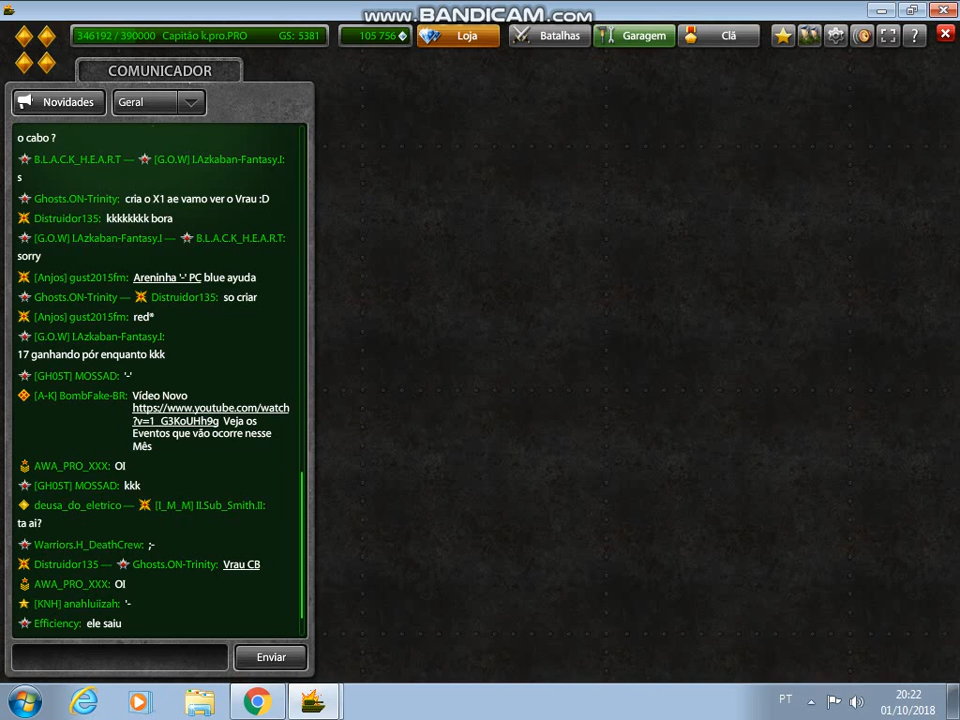 www.BANDICAM.com
346192 / 390000 Capitão k.pro.PRO GS: 5381
105 756
Loja
Batalhas
Garagem
Clã
?
COMUNICADOR
Novidades
Geral
o cabo ?
B.L.A.C.K_H.E.A.R.T — [G.O.W] I.Azkaban-Fantasy.I:
s
Ghosts.ON-Trinity: cria o X1 ae vamo ver o Vrau :D
Distruidor135: kkkkkkkk bora
[G.O.W] I.Azkaban-Fantasy.I — B.L.A.C.K_H.E.A.R.T:
sorry
[Anjos] gust2015fm: Areninha '-' PC blue ayuda
Ghosts.ON-Trinity — Distruidor135: so criar
[Anjos] gust2015fm: red*
[G.O.W] I.Azkaban-Fantasy.I:
17 ganhando pór enquanto kkk
[GH05T] MOSSAD: '-'
[A-K] BombFake-BR: Vídeo Novo
https://www.youtube.com/watch
?v=1_G3KoUHh9g Veja os
Eventos que vão ocorre nesse
Mês
AWA_PRO_XXX: OI
[GH05T] MOSSAD: kkk
deusa_do_eletrico — [I_M_M] II.Sub_Smith.II:
ta ai?
Warriors.H_DeathCrew: ;-
Distruidor135 — Ghosts.ON-Trinity: Vrau CB
AWA_PRO_XXX: OI
[KNH] anahluiizah: '-
Efficiency: ele saiu
Enviar
PT
20:22
01/10/2018